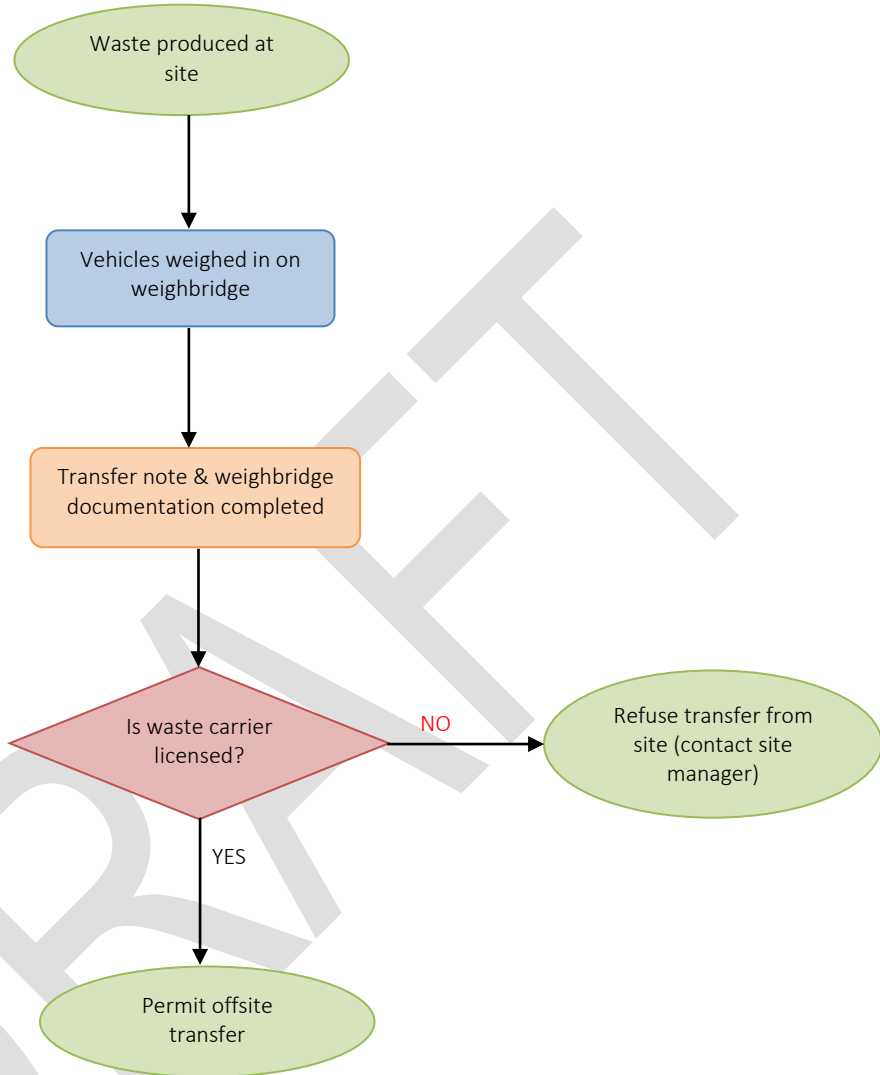 Waste produced at
site
Vehicles weighed in on
weighbridge
Transfer note & weighbridge
documentation completed
Is waste carrier
licensed?
NO
Refuse transfer from
site (contact site
manager)
YES
Permit offsite
transfer
DRAFT